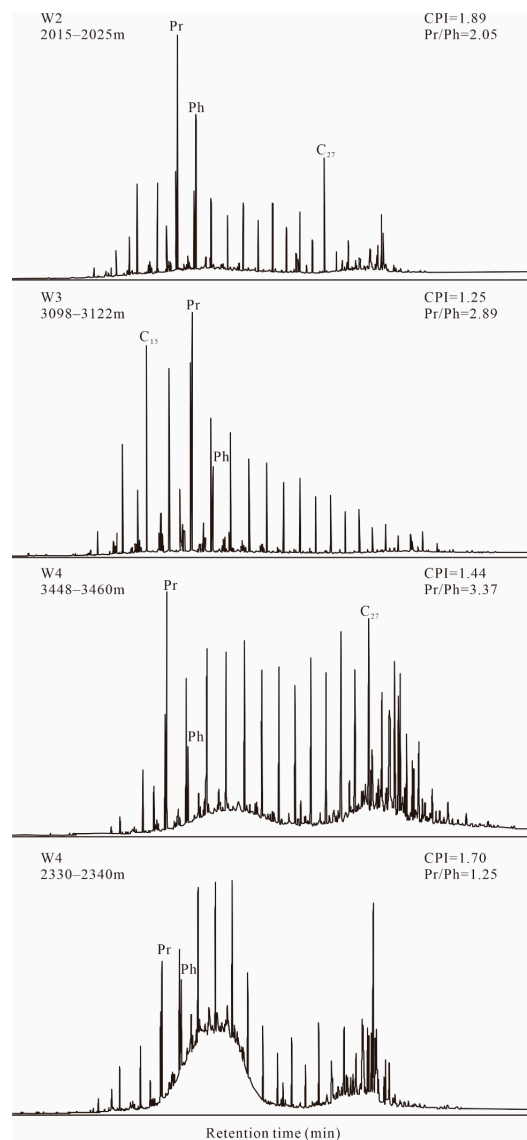 W2 CPI=1.89
2015–2025m Pr/Ph=2.05
Pr
Ph
C₂₇
W3 CPI=1.25
3098–3122m Pr/Ph=2.89
Pr
C₁₅
Ph
W4 CPI=1.44
3448–3460m Pr/Ph=3.37
Pr
C₂₇
Ph
W4 CPI=1.70
2330–2340m Pr/Ph=1.25
Pr
Ph
Retention time (min)